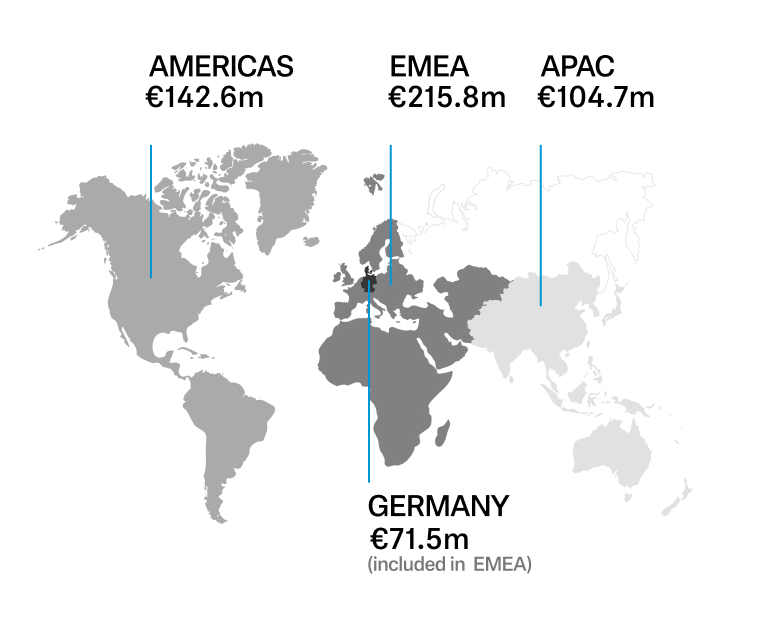 AMERICAS
€142.6m
EMEA
€215.8m
APAC
€104.7m
GERMANY
€71.5m
(included in EMEA)